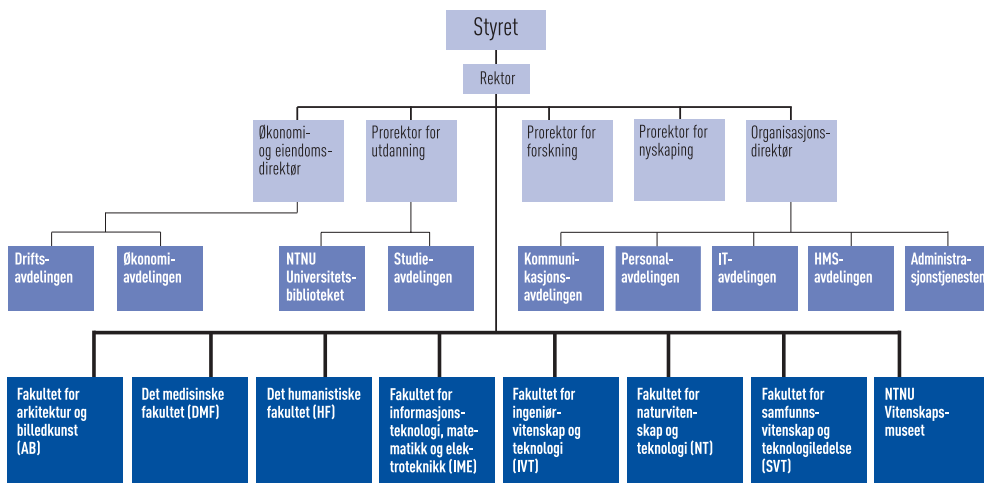 Styret
Rektor
Økonomi-
og eiendoms-
direktør
Prorektor for
utdanning
Prorektor for
forskning
Prorektor for
nyskaping
Organisasjons-
direktør
Drifts-
avdelingen
Økonomi-
avdelingen
NTNU
Universitets-
biblioteket
Studie-
avdelingen
Kommuni-
kasjons-
avdelingen
Personal-
avdelingen
IT-
avdelingen
HMS-
avdelingen
Administra-
sjonstjenesten
Fakultet for
arkitektur og
billedkunst
(AB)
Det medisinske
fakultet (DMF)
Det humanistiske
fakultet (HF)
Fakultet for
informasjons-
teknologi, mate-
matikk og elek-
troteknikk (IME)
Fakultet for
ingeniør-
vitenskap og
teknologi
(IVT)
Fakultet for
naturviten-
skap og
teknologi (NT)
Fakultet for
samfunns-
vitenskap og
teknologiledelse
(SVT)
NTNU
Vitenskaps-
museet